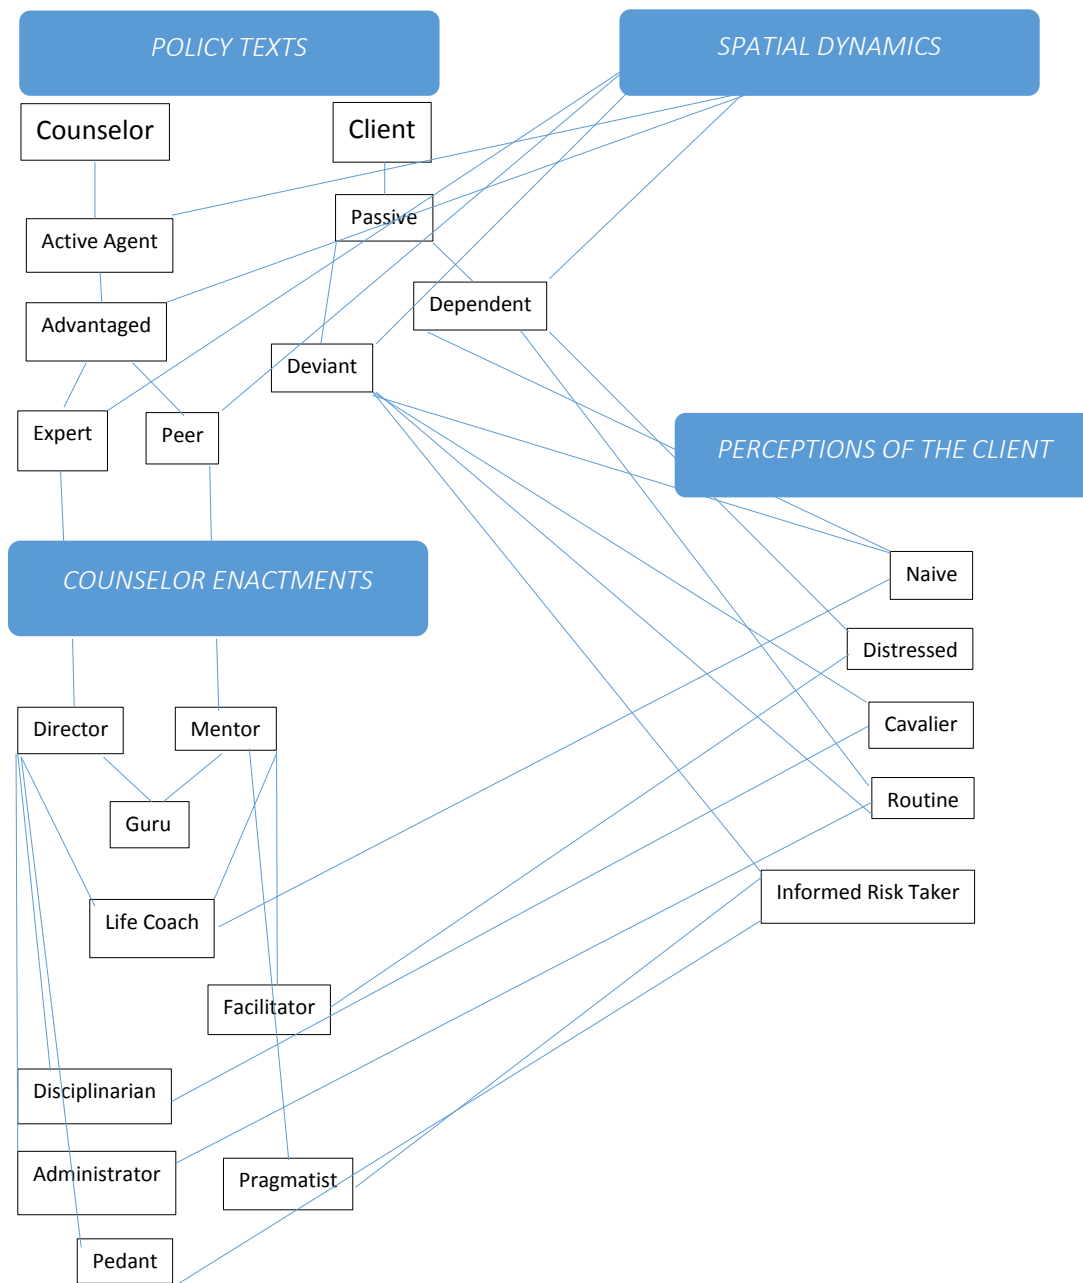 POLICY TEXTS
SPATIAL DYNAMICS
Counselor
Client
Passive
Active Agent
Dependent
Advantaged
Deviant
Expert
Peer
PERCEPTIONS OF THE CLIENT
COUNSELOR ENACTMENTS
Naive
Distressed
Director
Mentor
Cavalier
Routine
Guru
Informed Risk Taker
Life Coach
Facilitator
Disciplinarian
Administrator
Pragmatist
Pedant